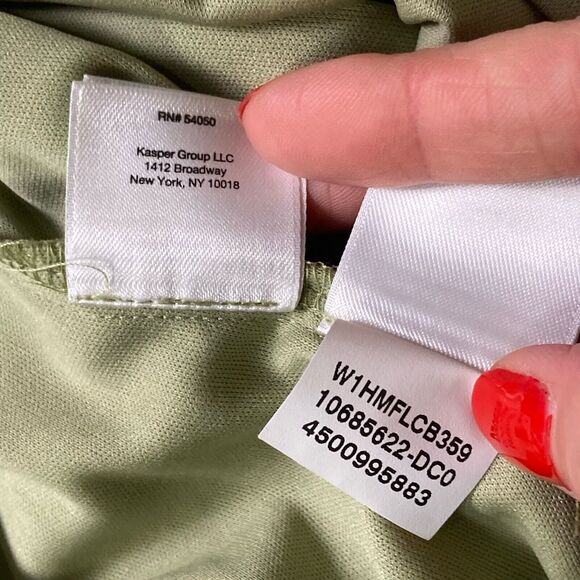 RN# 54050
Kasper Group LLC
1412 Broadway
New York, NY 10018
W1HMFLCB359
10685622-DC0
4500995883